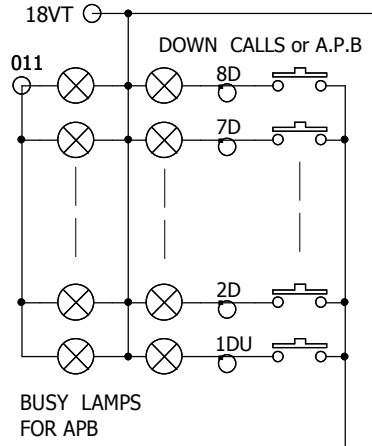 18VT
DOWN CALLS or A.P.B
011
8D
7D
2D
1DU
BUSY LAMPS
FOR APB